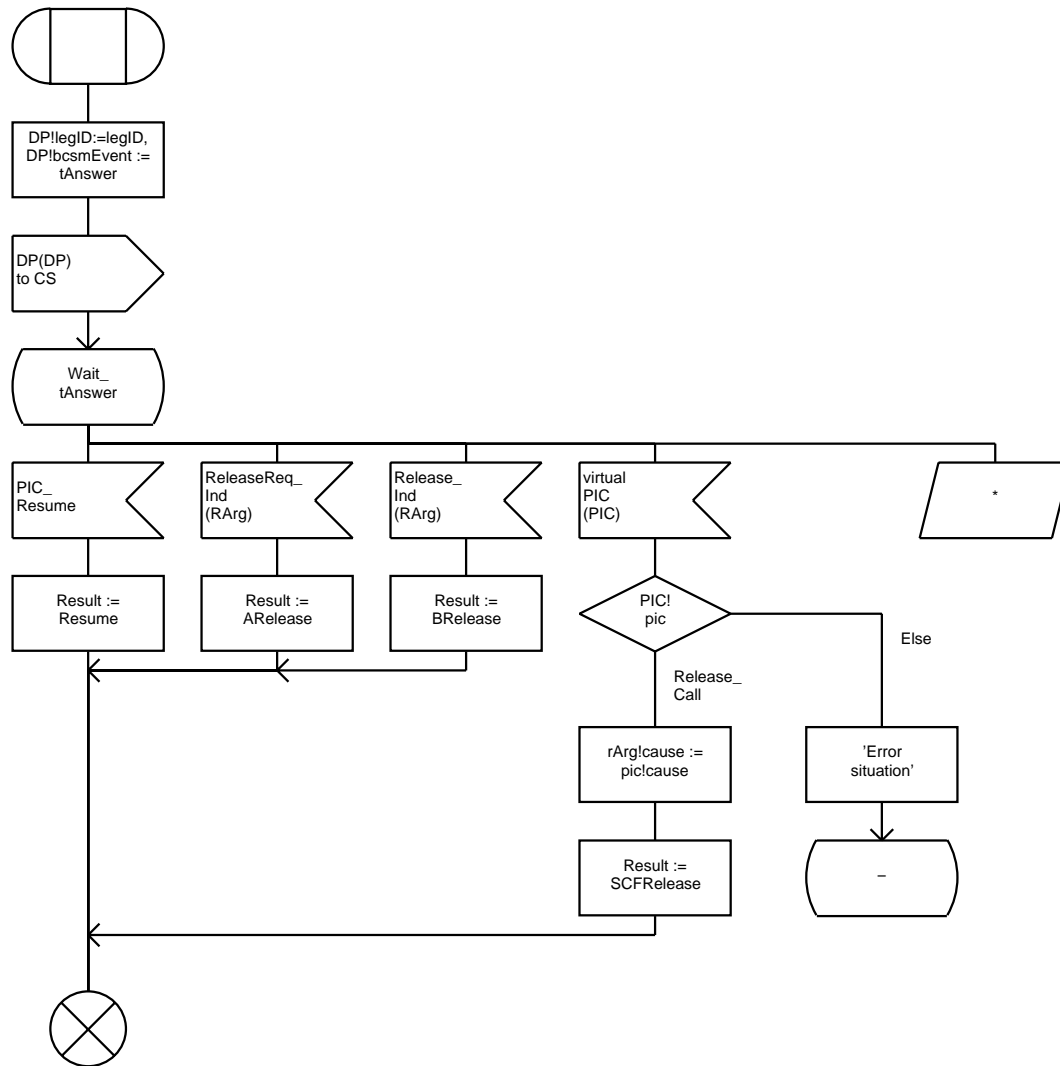 DP!legID:=legID,
DP!bcsmEvent :=
tAnswer
DP(DP)
to CS
Wait_
tAnswer
PIC_
Resume
ReleaseReq_
Ind
(RArg)
Release_
Ind
(RArg)
virtual
PIC
(PIC)
*
Result :=
Resume
Result :=
ARelease
Result :=
BRelease
PIC!
pic
Else
Release_
Call
rArg!cause :=
pic!cause
’Error
situation’
Result :=
SCFRelease
–